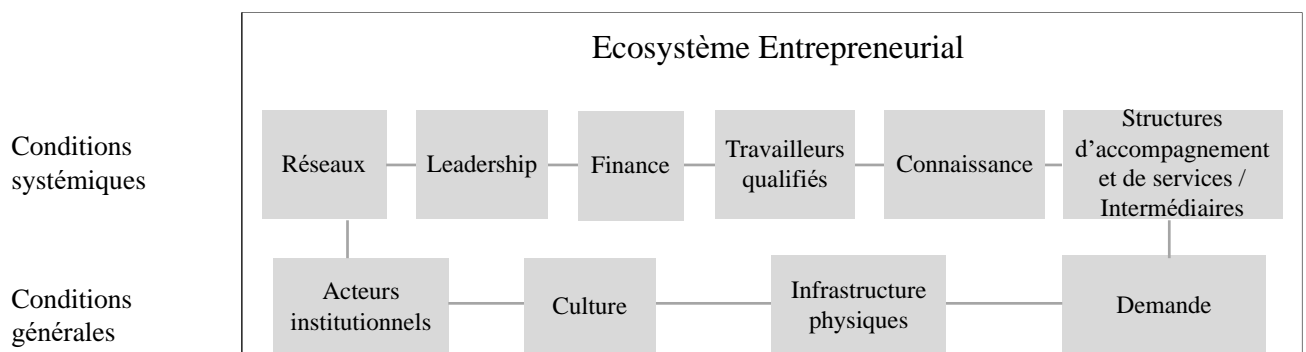 Ecosystème Entrepreneurial
Conditions
systémiques
Réseaux
Leadership
Finance
Travailleurs
qualifiés
Connaissance
Structures
d’accompagnement
et de services /
Intermédiaires
Conditions
générales
Acteurs
institutionnels
Culture
Infrastructure
physiques
Demande